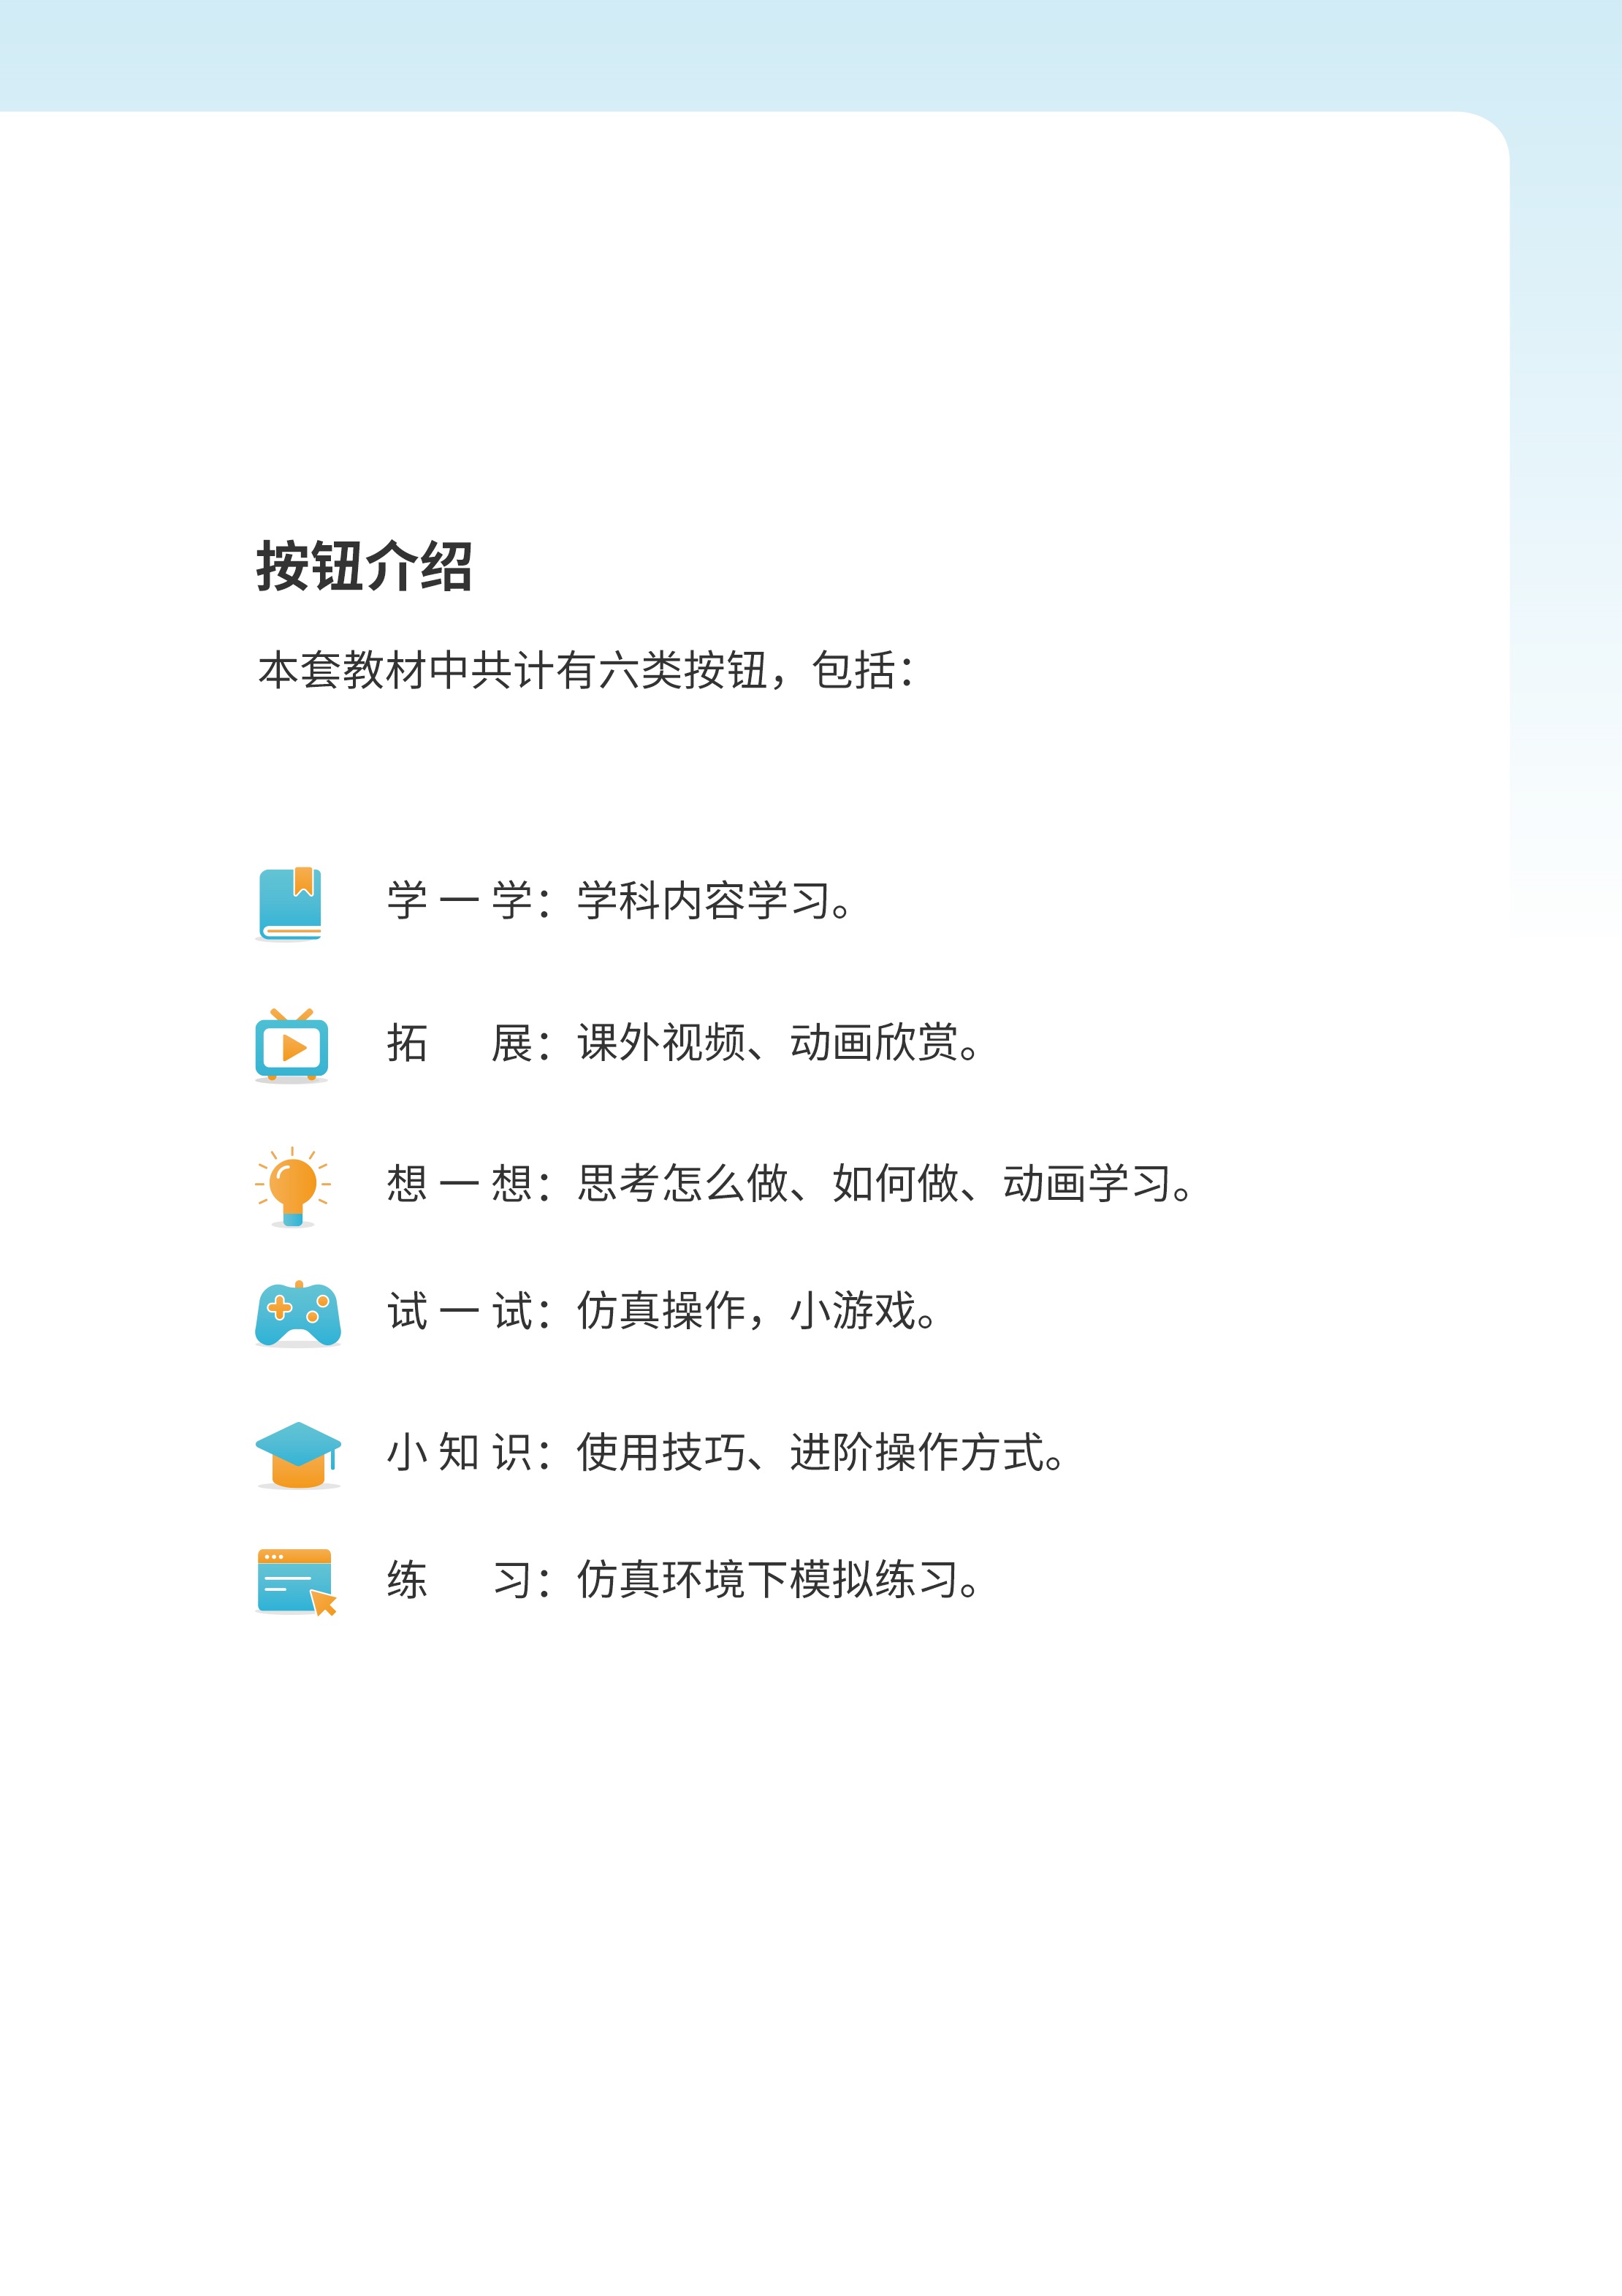 按钮介绍
本套教材中共计有六类按钮，包括：
学一学：学科内容学习。
拓展：课外视频、动画欣赏。
想一想：思考怎么做、如何做、动画学习。
试一试：仿真操作，小游戏。
小知识：使用技巧、进阶操作方式。
练习：仿真环境下模拟练习。